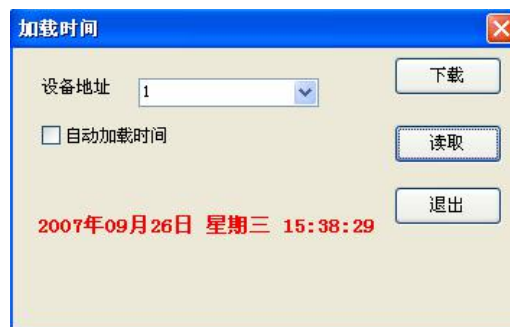 加载时间
设备地址 1
下载
自动加载时间
读取
退出
2007年09月26日 星期三 15:38:29